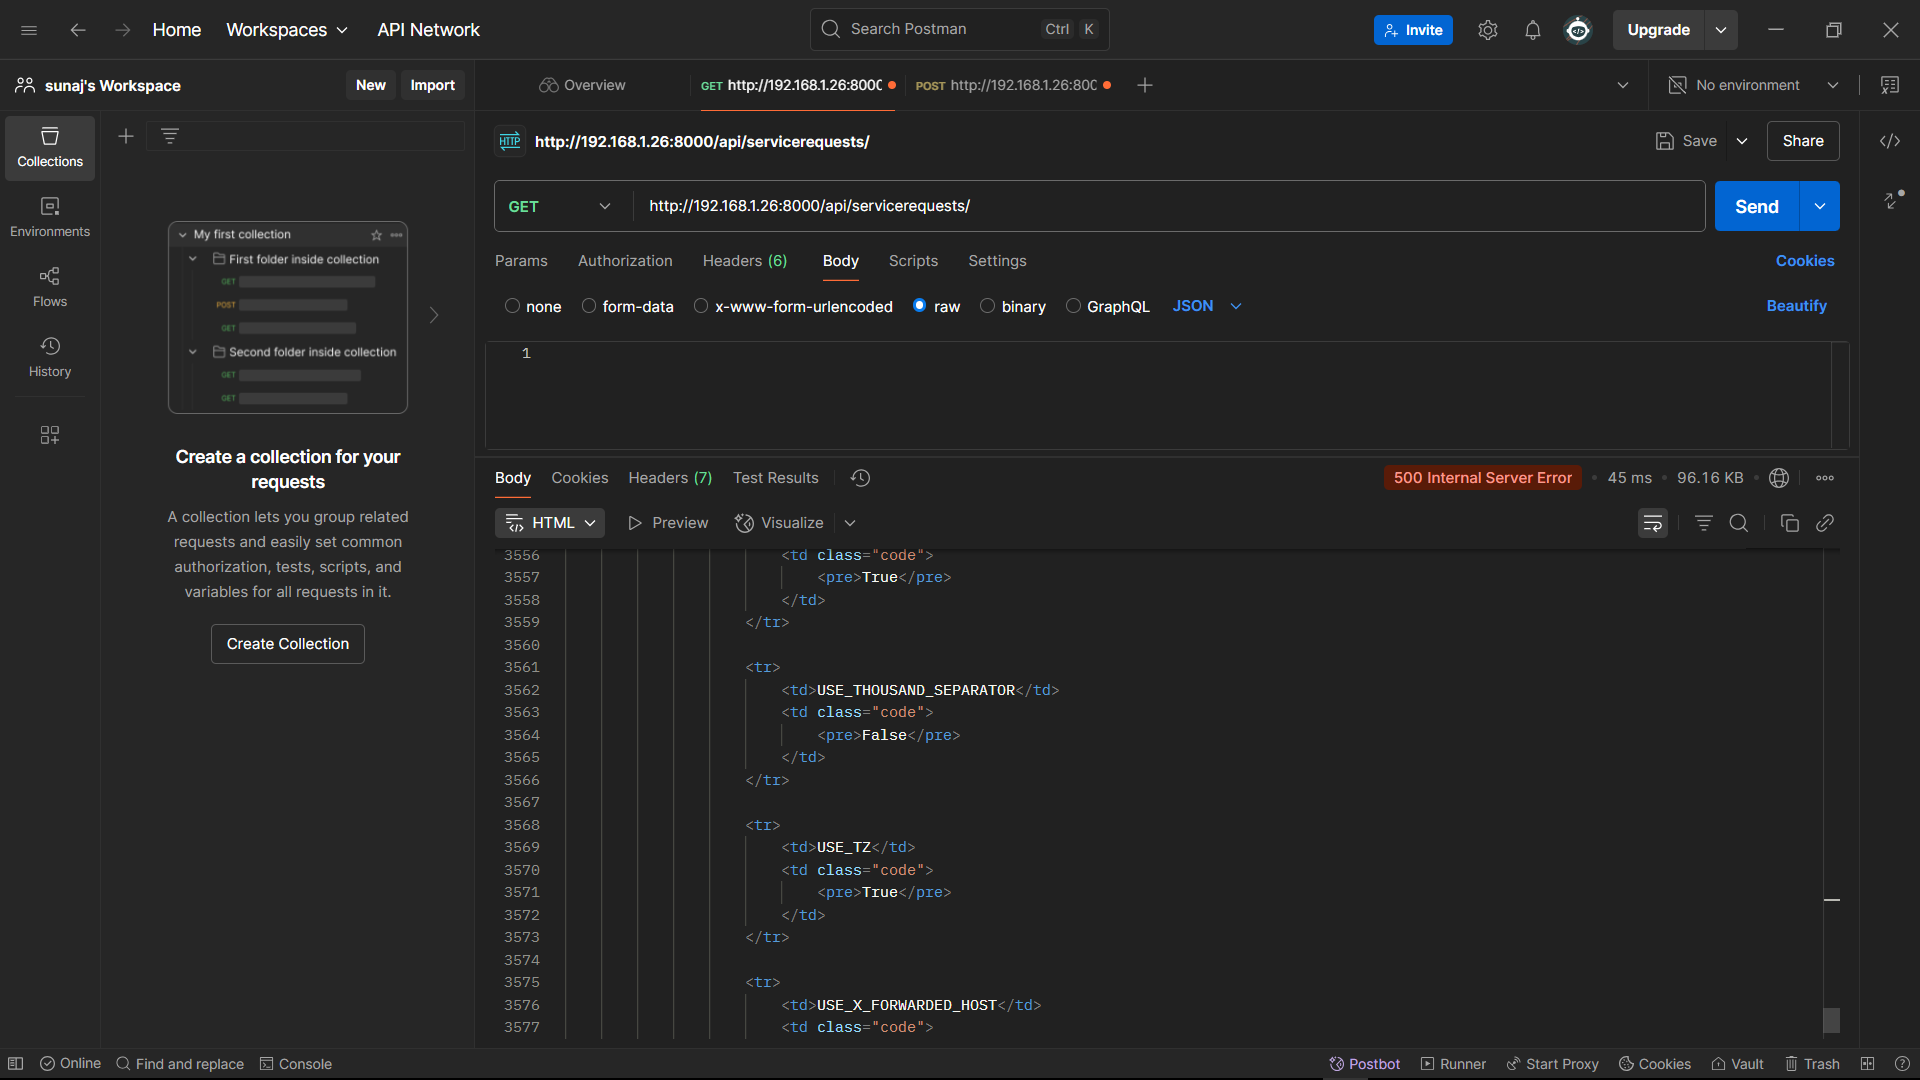 Home
Workspaces
API Network
Search Postman
Ctrl K
Invite
Upgrade
sunaj's Workspace
New
Import
Overview
GET http://192.168.1.26:8000
POST http://192.168.1.26:800
No environment
Collections
Environments
Flows
History
My first collection
First folder inside collection
GET
POST
GET
Second folder inside collection
GET
GET
Create a collection for your
requests
A collection lets you group related
requests and easily set common
authorization, tests, scripts, and
variables for all requests in it.
Create Collection
HTTP http://192.168.1.26:8000/api/servicerequests/
Save
Share
GET
http://192.168.1.26:8000/api/servicerequests/
Send
Params
Authorization
Headers (6)
Body
Scripts
Settings
Cookies
none
form-data
x-www-form-urlencoded
raw
binary
GraphQL
JSON
Beautify
1
Body
Cookies
Headers (7)
Test Results
500 Internal Server Error
45 ms
96.16 KB
HTML
Preview
Visualize
3556 <td class="code">
3557 <pre>True</pre>
3558 </td>
3559 </tr>
3560
3561 <tr>
3562 <td>USE_THOUSAND_SEPARATOR</td>
3563 <td class="code">
3564 <pre>False</pre>
3565 </td>
3566 </tr>
3567
3568 <tr>
3569 <td>USE_TZ</td>
3570 <td class="code">
3571 <pre>True</pre>
3572 </td>
3573 </tr>
3574
3575 <tr>
3576 <td>USE_X_FORWARDED_HOST</td>
3577 <td class="code">
Online
Find and replace
Console
Postbot
Runner
Start Proxy
Cookies
Vault
Trash